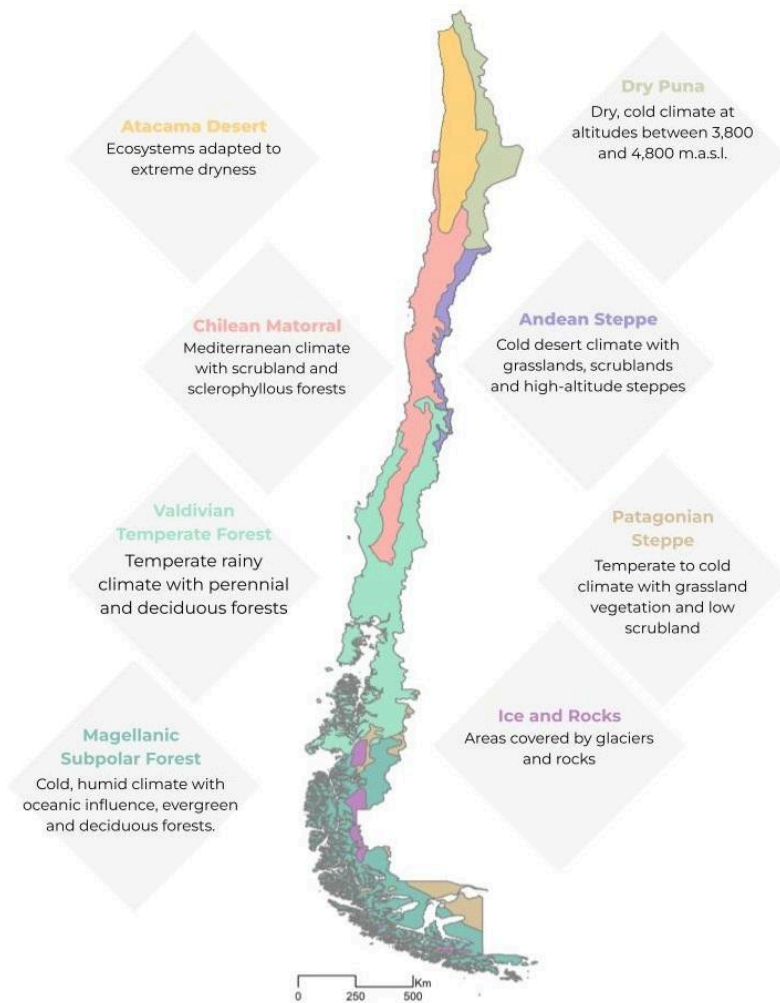 Atacama Desert
Ecosystems adapted to
extreme dryness
Dry Puna
Dry, cold climate at
altitudes between 3,800
and 4,800 m.a.s.l.
Chilean Matorral
Mediterranean climate
with scrubland and
sclerophyllous forests
Andean Steppe
Cold desert climate with
grasslands, scrublands
and high-altitude steppes
Valdivian
Temperate Forest
Temperate rainy
climate with perennial
and deciduous forests
Patagonian
Steppe
Temperate to cold
climate with grassland
vegetation and low
scrubland
Magellanic
Subpolar Forest
Cold, humid climate with
oceanic influence, evergreen
and deciduous forests.
Ice and Rocks
Areas covered by glaciers
and rocks
Km
0 250 500